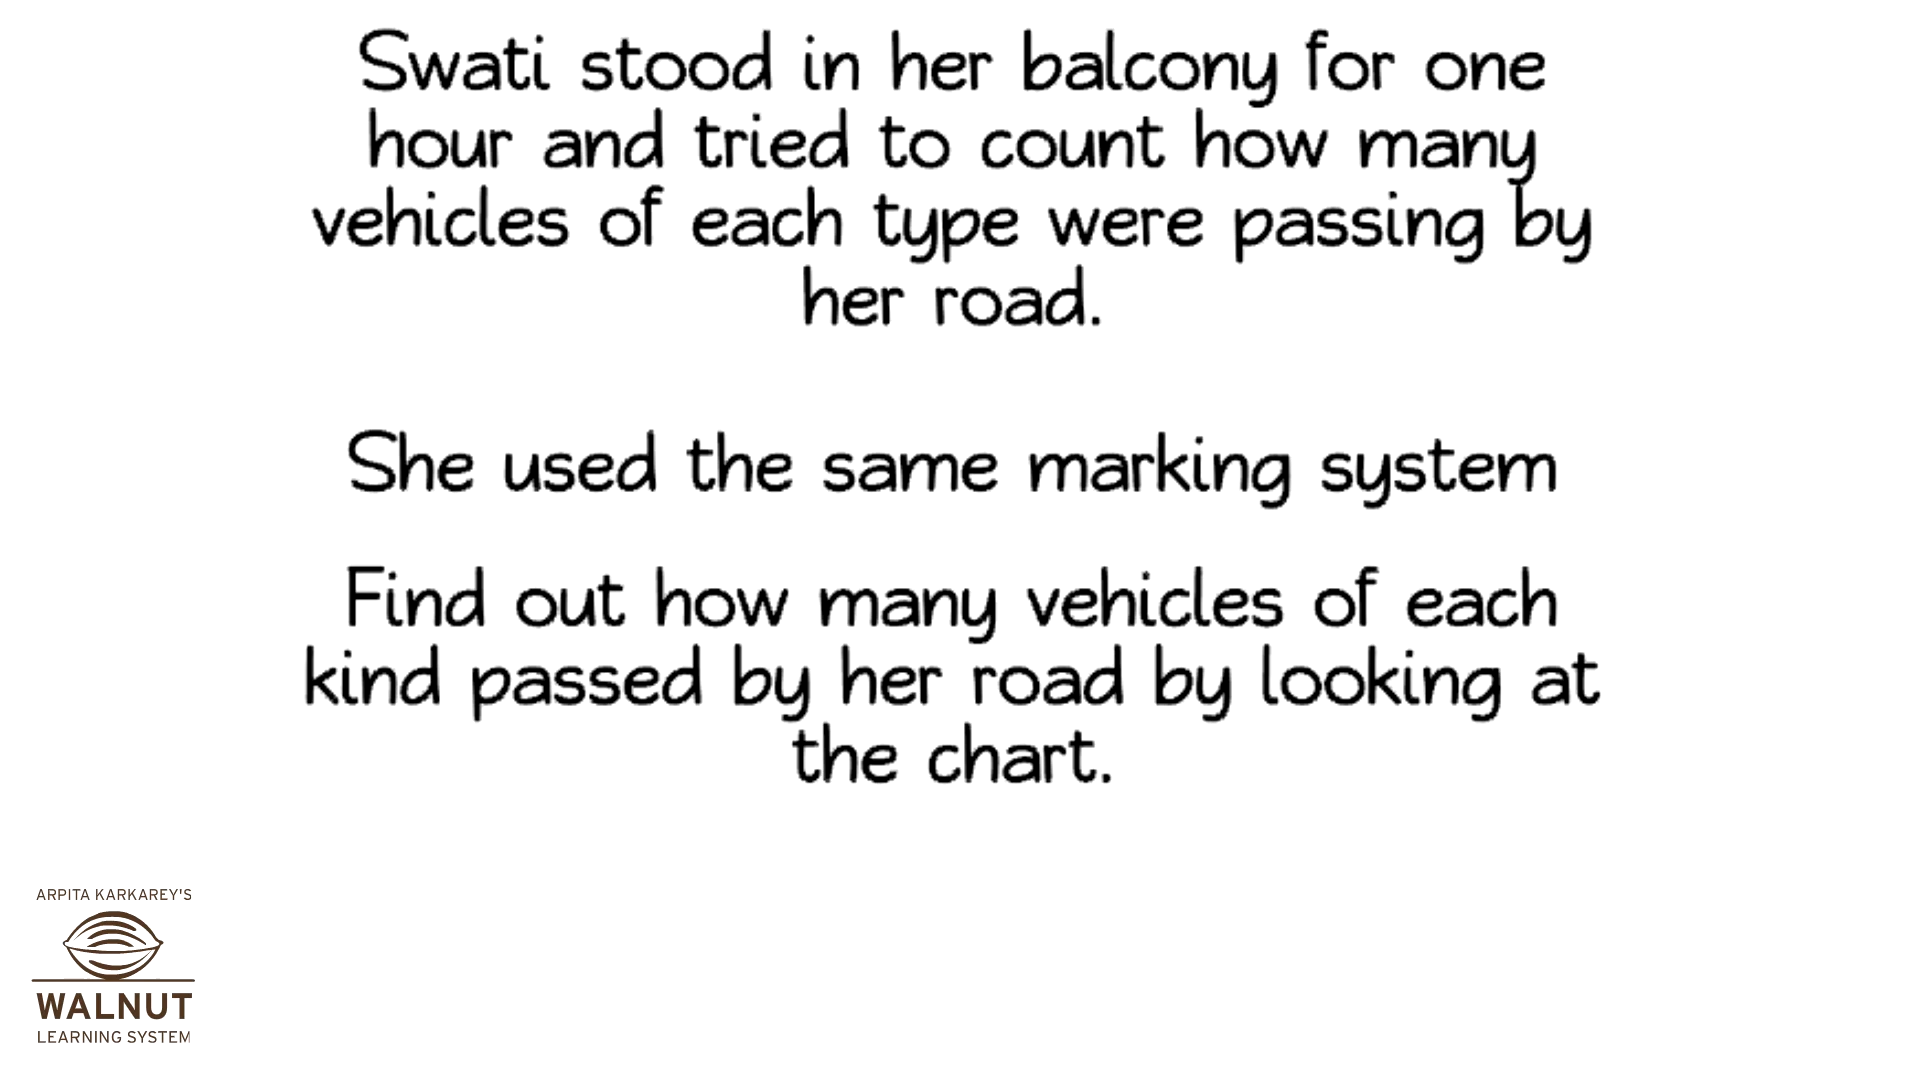 Swati stood in her balcony for one
hour and tried to count how many
vehicles of each type were passing by
her road.
She used the same marking system
Find out how many vehicles of each
kind passed by her road by looking at
the chart.
ARPITA KARKAREY'S
WALNUT
LEARNING SYSTEM